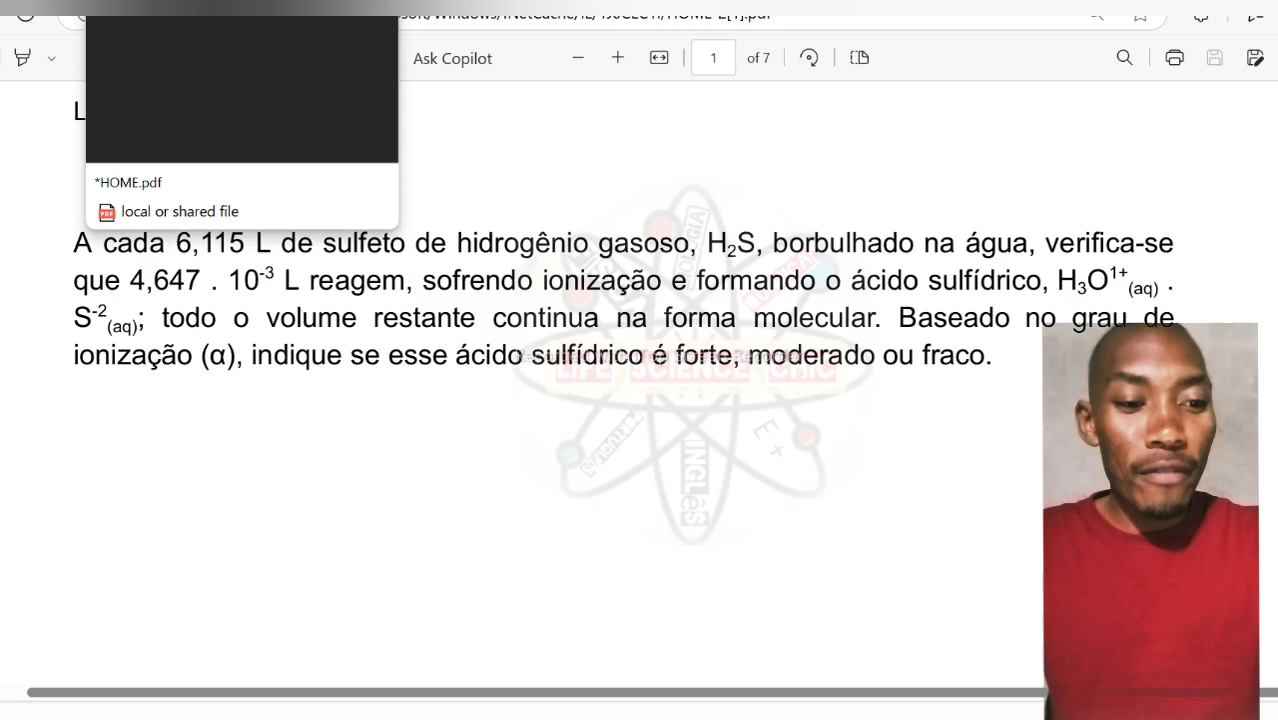 Ask Copilot
1 of 7
L
*HOME.pdf
PDF local or shared file
A cada 6,115 L de sulfeto de hidrogênio gasoso, H₂S, borbulhado na água, verifica-se
que 4,647 . 10⁻³ L reagem, sofrendo ionização e formando o ácido sulfídrico, H₃O¹⁺₍aq₎ .
S⁻²₍aq₎; todo o volume restante continua na forma molecular. Baseado no grau de
ionização (α), indique se esse ácido sulfídrico é forte, moderado ou fraco.
LIFE SCIENCE CHIC
PORTUGUÊS
INGLÊS
E+